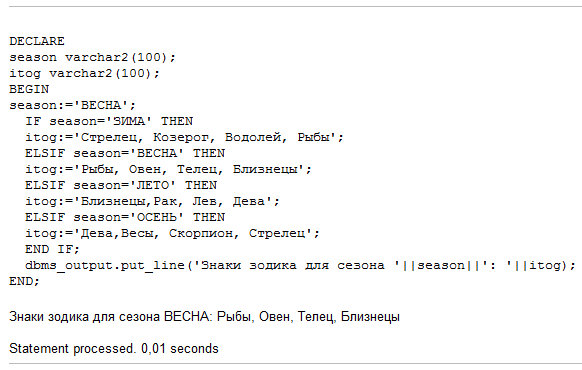 DECLARE
season varchar2(100);
itog varchar2(100);
BEGIN
season:='ВЕСНА';
IF season='ЗИМА' THEN
itog:='Стрелец, Козерог, Водолей, Рыбы';
ELSIF season='ВЕСНА' THEN
itog:='Рыбы, Овен, Телец, Близнецы';
ELSIF season='ЛЕТО' THEN
itog:='Близнецы,Рак, Лев, Дева';
ELSIF season='ОСЕНЬ' THEN
itog:='Дева,Весы, Скорпион, Стрелец';
END IF;
dbms_output.put_line('Знаки зодика для сезона '||season||': '||itog);
END;
Знаки зодика для сезона ВЕСНА: Рыбы, Овен, Телец, Близнецы
Statement processed. 0,01 seconds